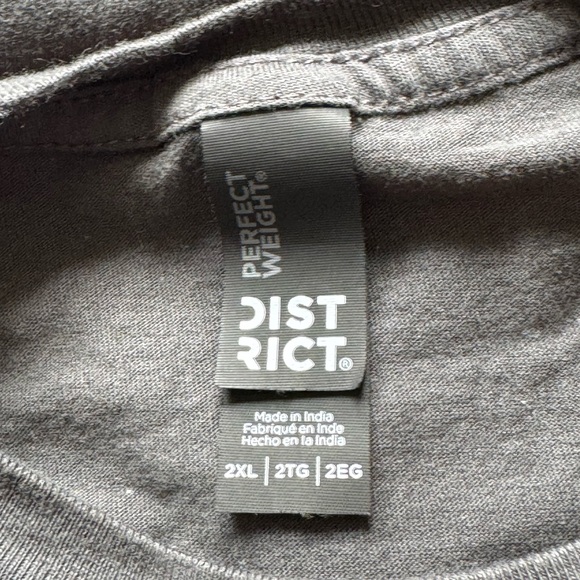 PERFECT
WEIGHT®
DIST
RICT®
Made in India
Fabriqué en Inde
Hecho en la India
2XL | 2TG | 2EG